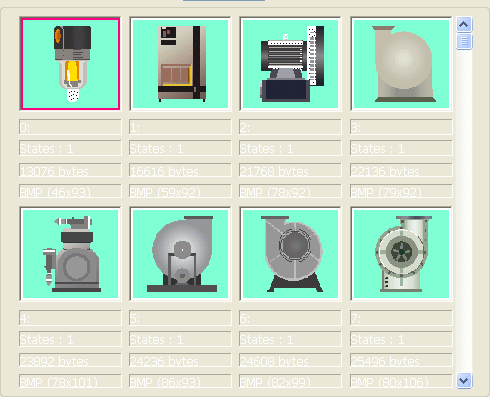 0: 1: 2: 3:
States : 1 States : 1 States : 1 States : 1
13076 bytes 16616 bytes 21768 bytes 22136 bytes
BMP (46x93) BMP (59x92) BMP (78x92) BMP (79x92)
4: 5: 6: 7:
States : 1 States : 1 States : 1 States : 1
23892 bytes 24236 bytes 24608 bytes 25496 bytes
BMP (78x101) BMP (86x93) BMP (82x99) BMP (80x106)